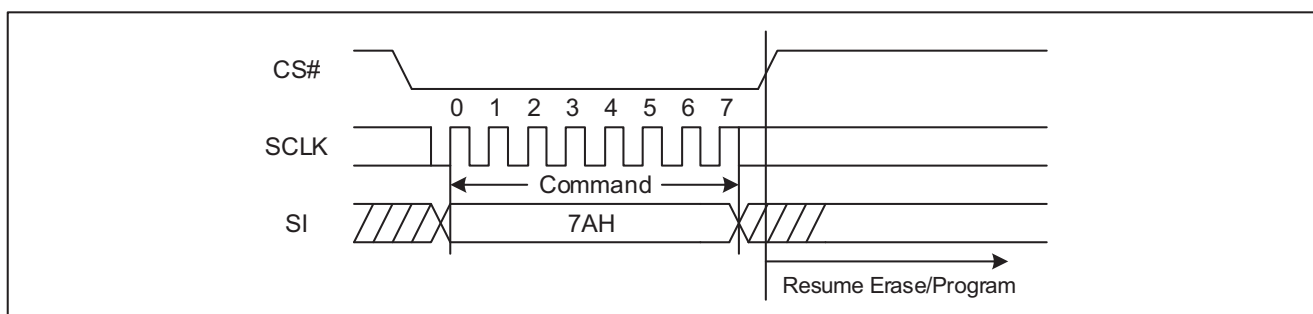 CS#
0 1 2 3 4 5 6 7
SCLK
Command
SI
7AH
Resume Erase/Program